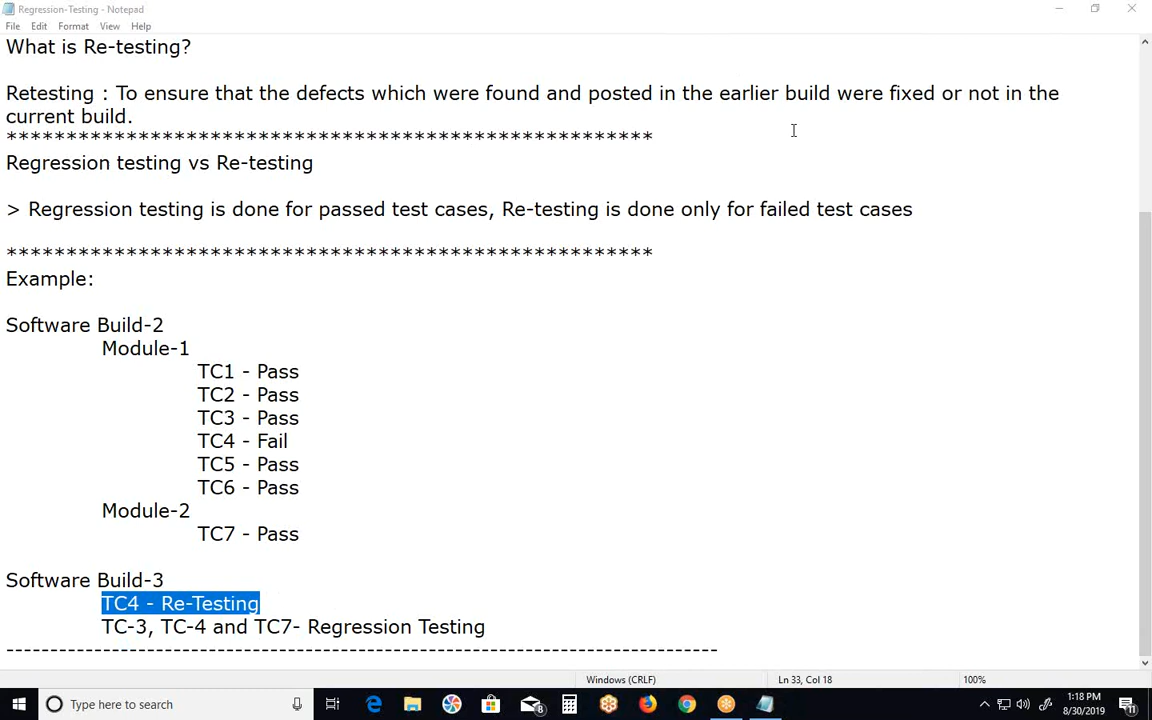 Regression-Testing - Notepad
File Edit Format View Help
What is Re-testing?
Retesting : To ensure that the defects which were found and posted in the earlier build were fixed or not in the
current build.
******************************************************
Regression testing vs Re-testing
> Regression testing is done for passed test cases, Re-testing is done only for failed test cases
******************************************************
Example:
Software Build-2
Module-1
TC1 - Pass
TC2 - Pass
TC3 - Pass
TC4 - Fail
TC5 - Pass
TC6 - Pass
Module-2
TC7 - Pass
Software Build-3
TC4 - Re-Testing
TC-3, TC-4 and TC7- Regression Testing
--------------------------------------------------------------------------------
Windows (CRLF) Ln 33, Col 18 100%
Type here to search
8
1:18 PM
8/30/2019
11